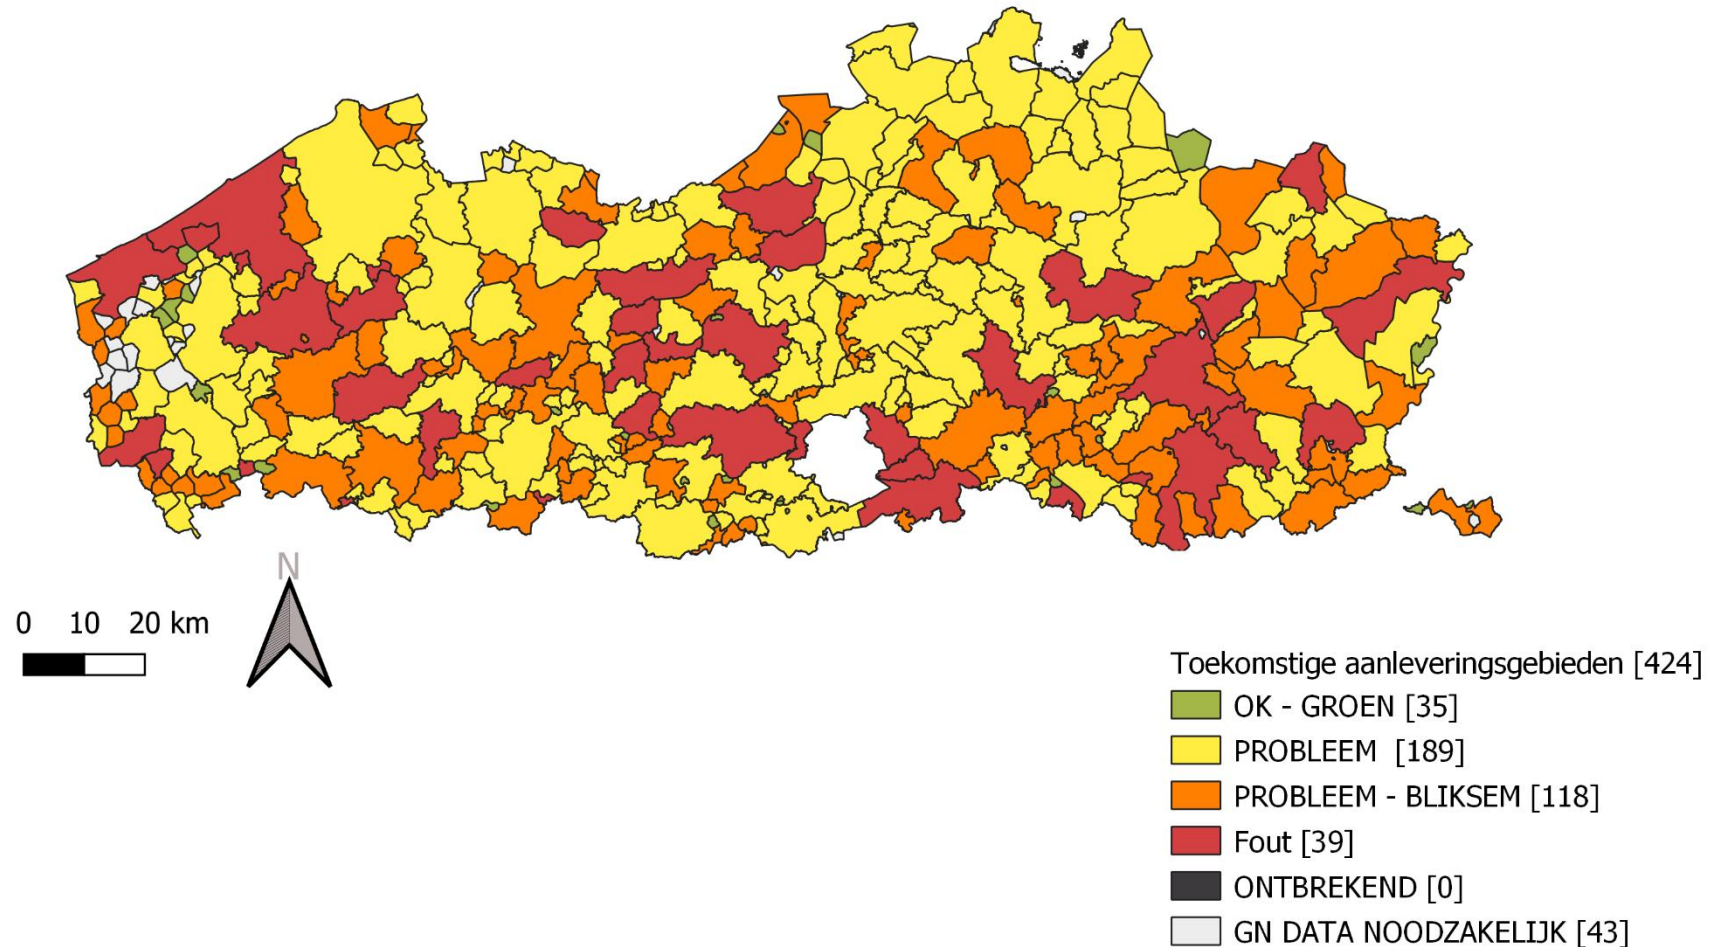 N
0 10 20 km
Toekomstige aanleveringsgebieden [424]
OK - GROEN [35]
PROBLEEM [189]
PROBLEEM - BLIKSEM [118]
Fout [39]
ONTBREKEND [0]
GN DATA NOODZAKELIJK [43]